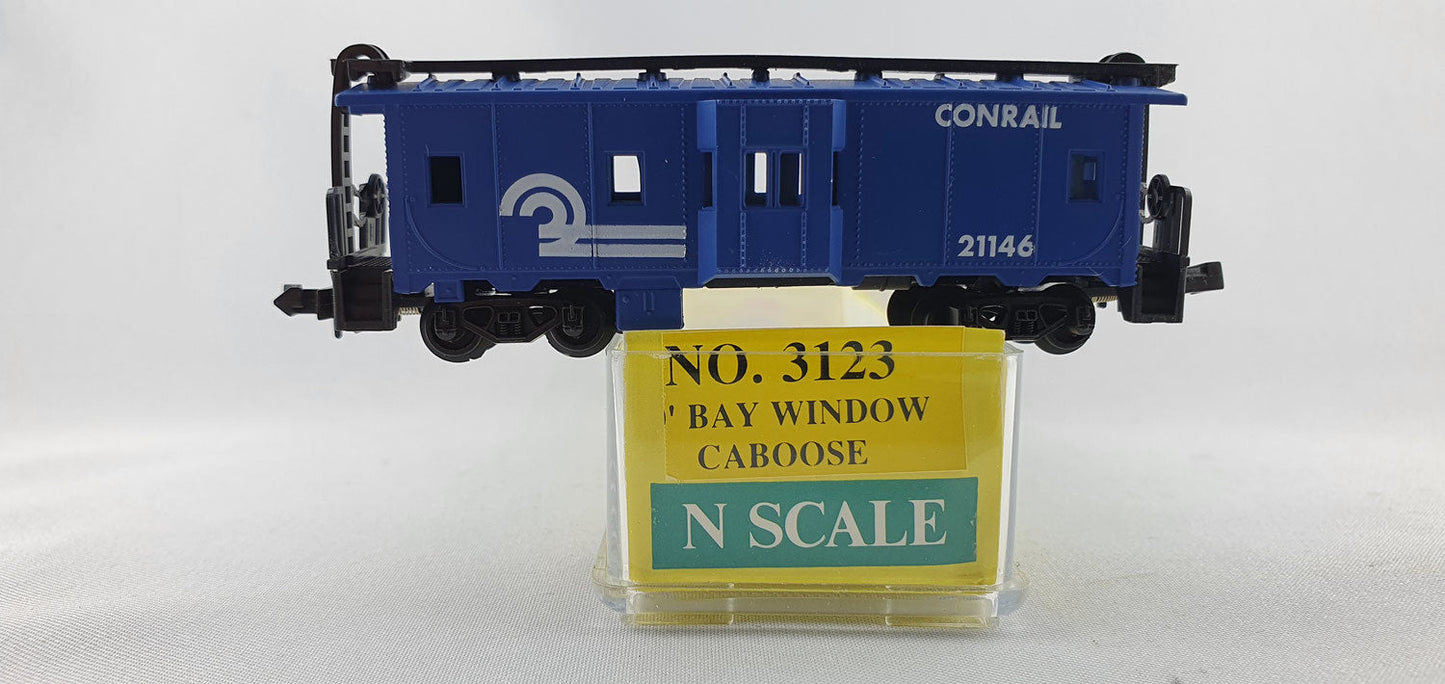 CONRAIL
21146
NO. 3123
' BAY WINDOW
CABOOSE
N SCALE